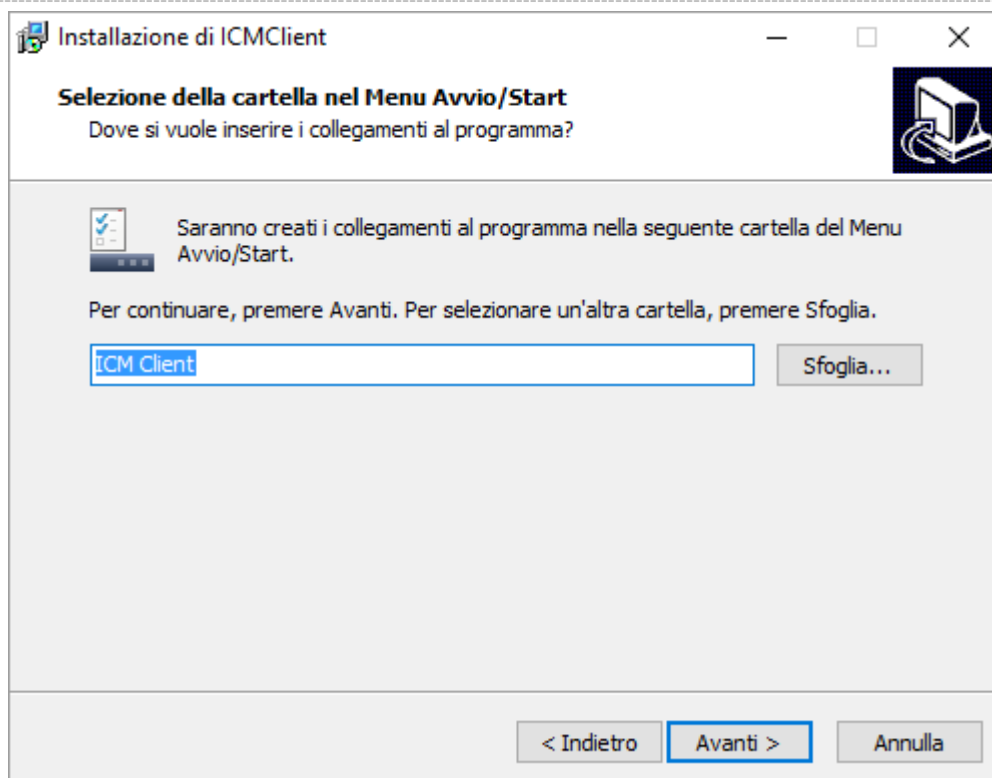 Installazione di ICMClient
Selezione della cartella nel Menu Avvio/Start
Dove si vuole inserire i collegamenti al programma?
Saranno creati i collegamenti al programma nella seguente cartella del Menu
Avvio/Start.
Per continuare, premere Avanti. Per selezionare un'altra cartella, premere Sfoglia.
ICM Client
Sfoglia...
< Indietro
Avanti >
Annulla